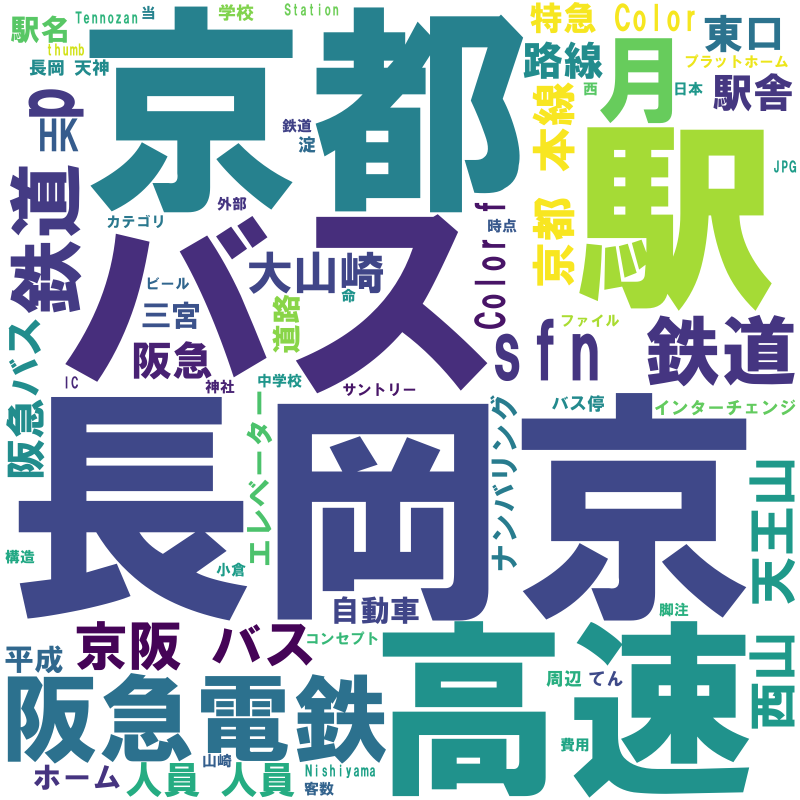 駅名
Tennozan
当
学校
Station
特急
Color
thumb
路線
東口
プラットホーム
長岡 天神
京都
月
西
日本
駅舎
p
HK
鉄道
淀
本線
駅
JPG
鉄道
外部
カテゴリ
バス
Color f
時点
京都
大山崎
ビール
命
三宮
道路
ファイル
阪急
sfn
鉄道
阪急バス
IC
神社
中学校
サントリー
長岡京
エレベーター
ナンバリング
バス停
インターチェンジ
天王山
構造
小倉
自動車
脚注
京阪 バス
コンセプト
高速
平成
阪急電鉄
周辺
てん
西山
費用
山崎
ホーム
人員 人員
Nishiyama
客数